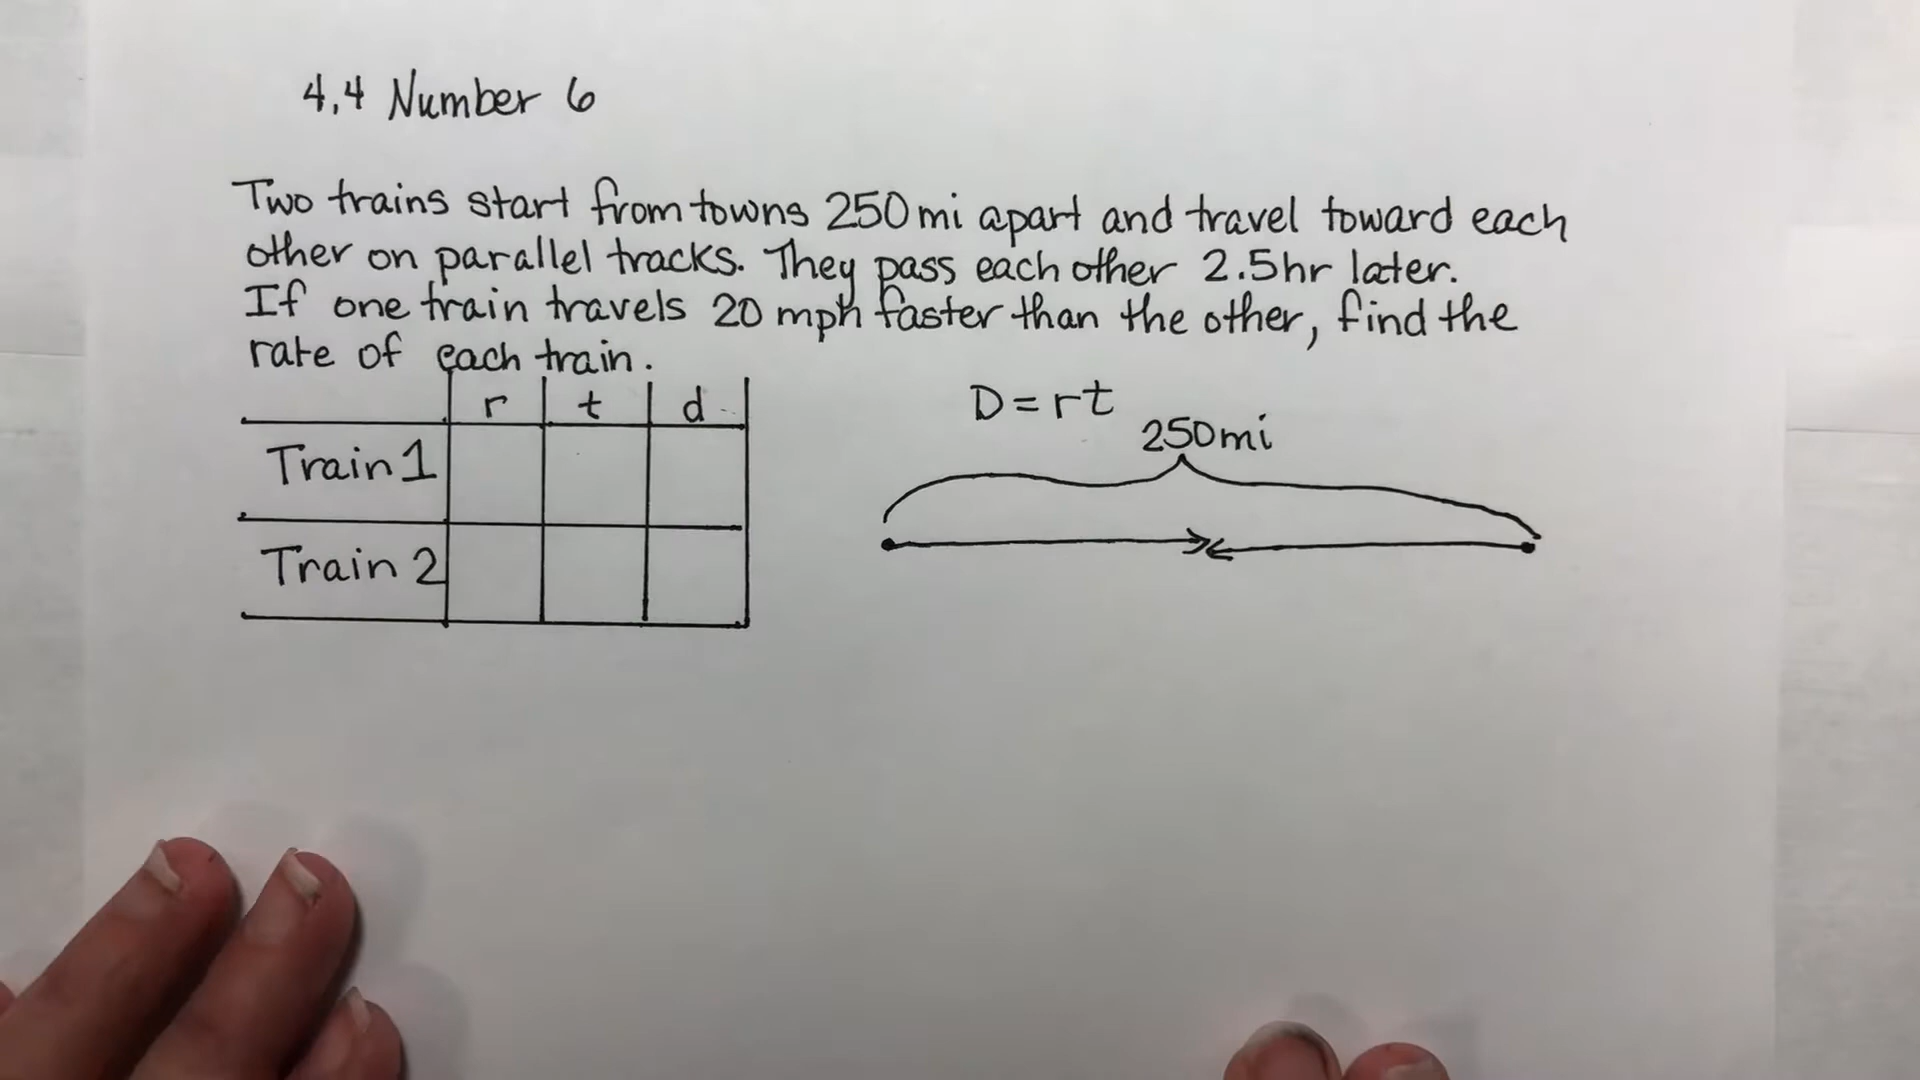 4.4 Number 6
Two trains start from towns 250 mi apart and travel toward each
other on parallel tracks. They pass each other 2.5hr later.
If one train travels 20 mph faster than the other, find the
rate of each train.
r t d
Train 1
Train 2
D = rt
250mi